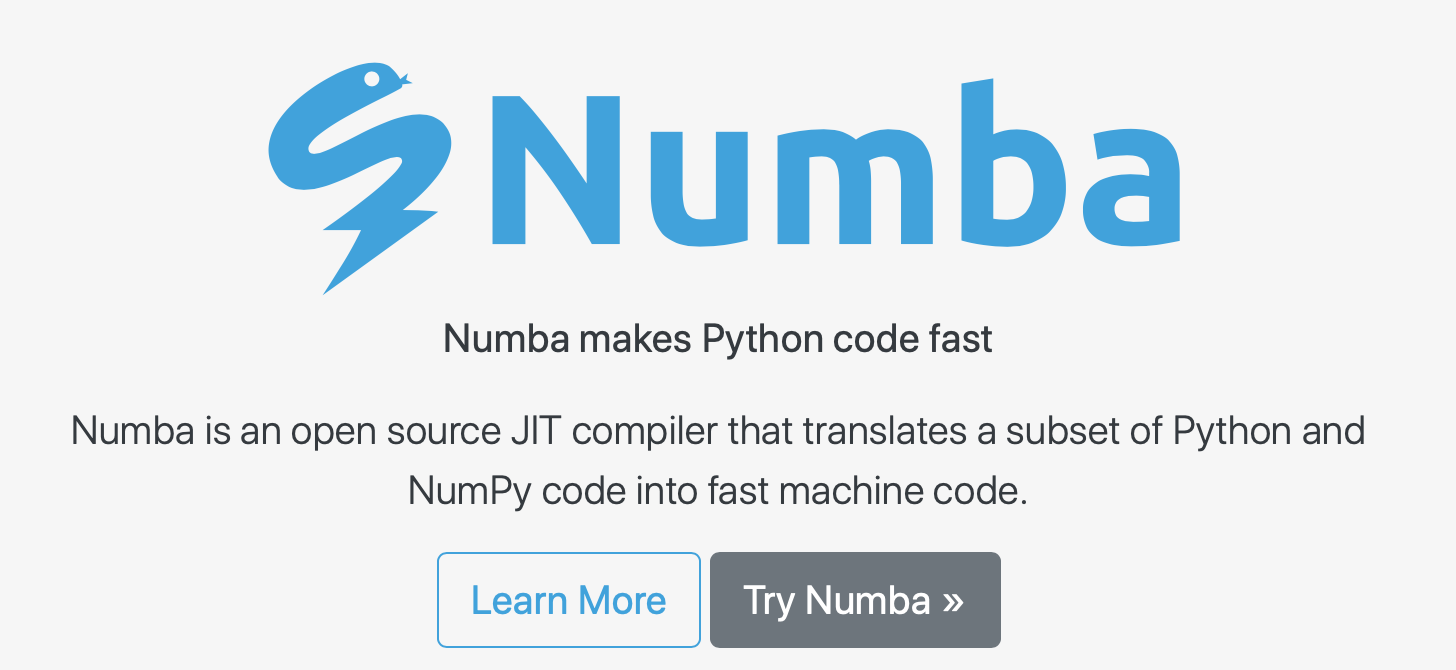 Numba
Numba makes Python code fast
Numba is an open source JIT compiler that translates a subset of Python and
NumPy code into fast machine code.
Learn More
Try Numba »